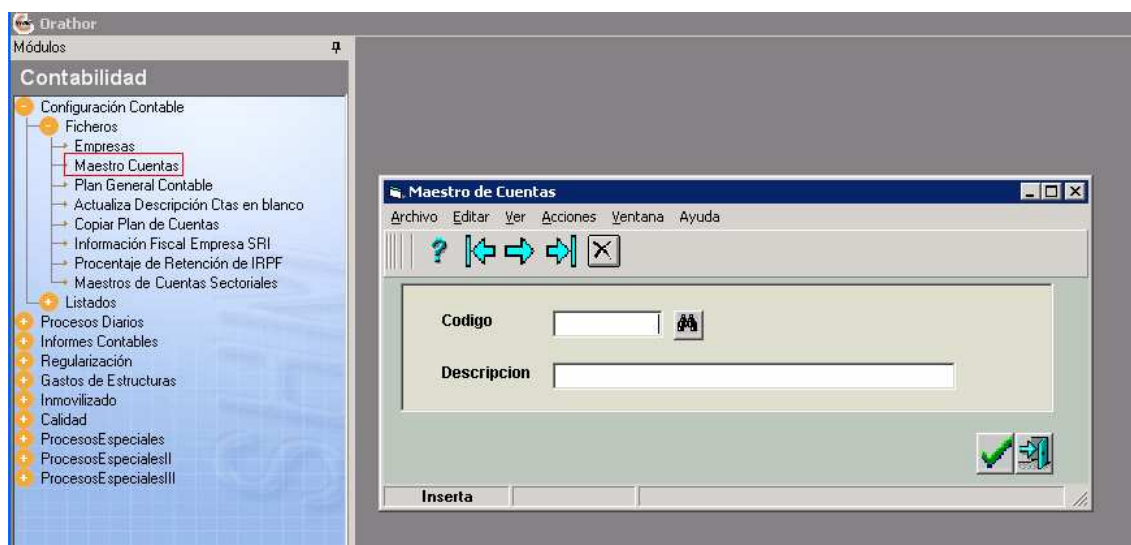 Orathor
Módulos
Contabilidad
Configuración Contable
Ficheros
Empresas
Maestro Cuentas
Plan General Contable
Actualiza Descripción Ctas en blanco
Copiar Plan de Cuentas
Información Fiscal Empresa SRI
Procentaje de Retención de IRPF
Maestros de Cuentas Sectoriales
Listados
Procesos Diarios
Informes Contables
Regularización
Gastos de Estructuras
Inmovilizado
Calidad
ProcesosEspeciales
ProcesosEspecialesII
ProcesosEspecialesIII
Maestro de Cuentas
Archivo Editar Ver Acciones Ventana Ayuda
Codigo
Descripcion
Inserta